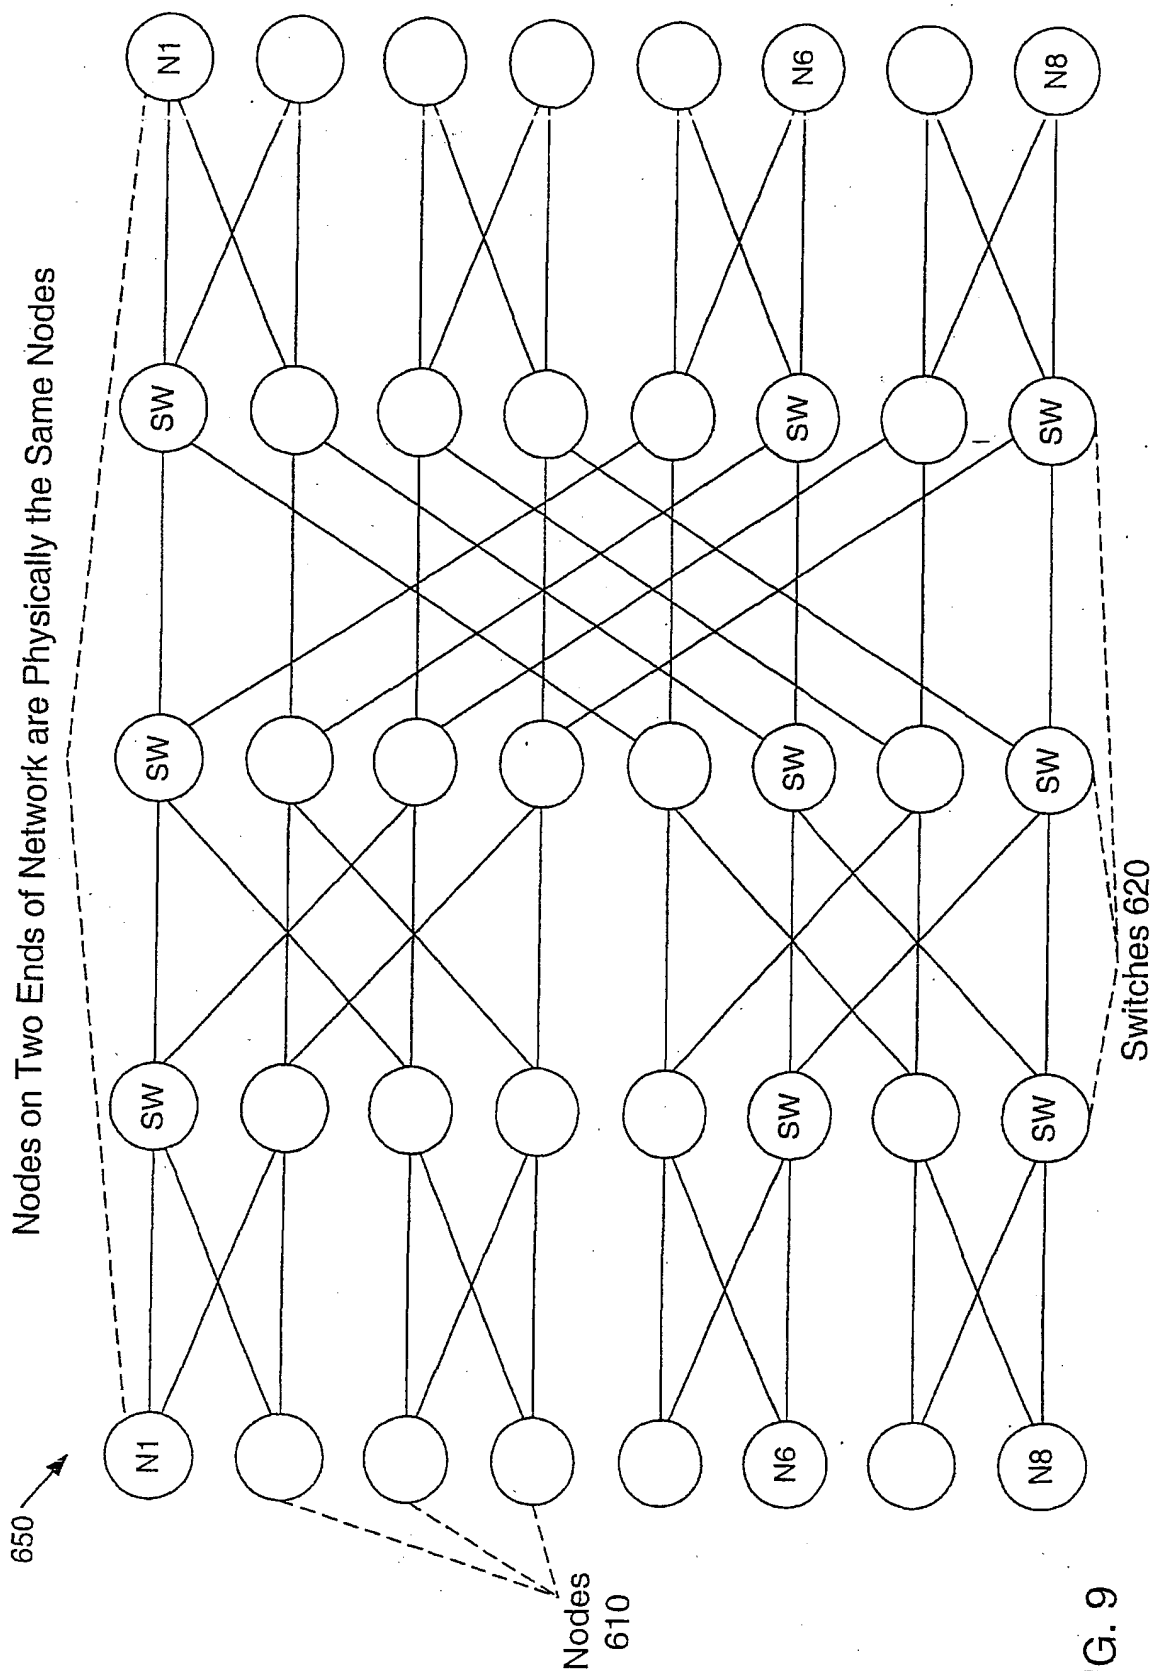 650
Nodes on Two Ends of Network are Physically the Same Nodes
N1
SW
SW
SW
N1
N6
SW
SW
SW
N6
N8
SW
SW
SW
N8
Nodes
610
Switches 620
G. 9